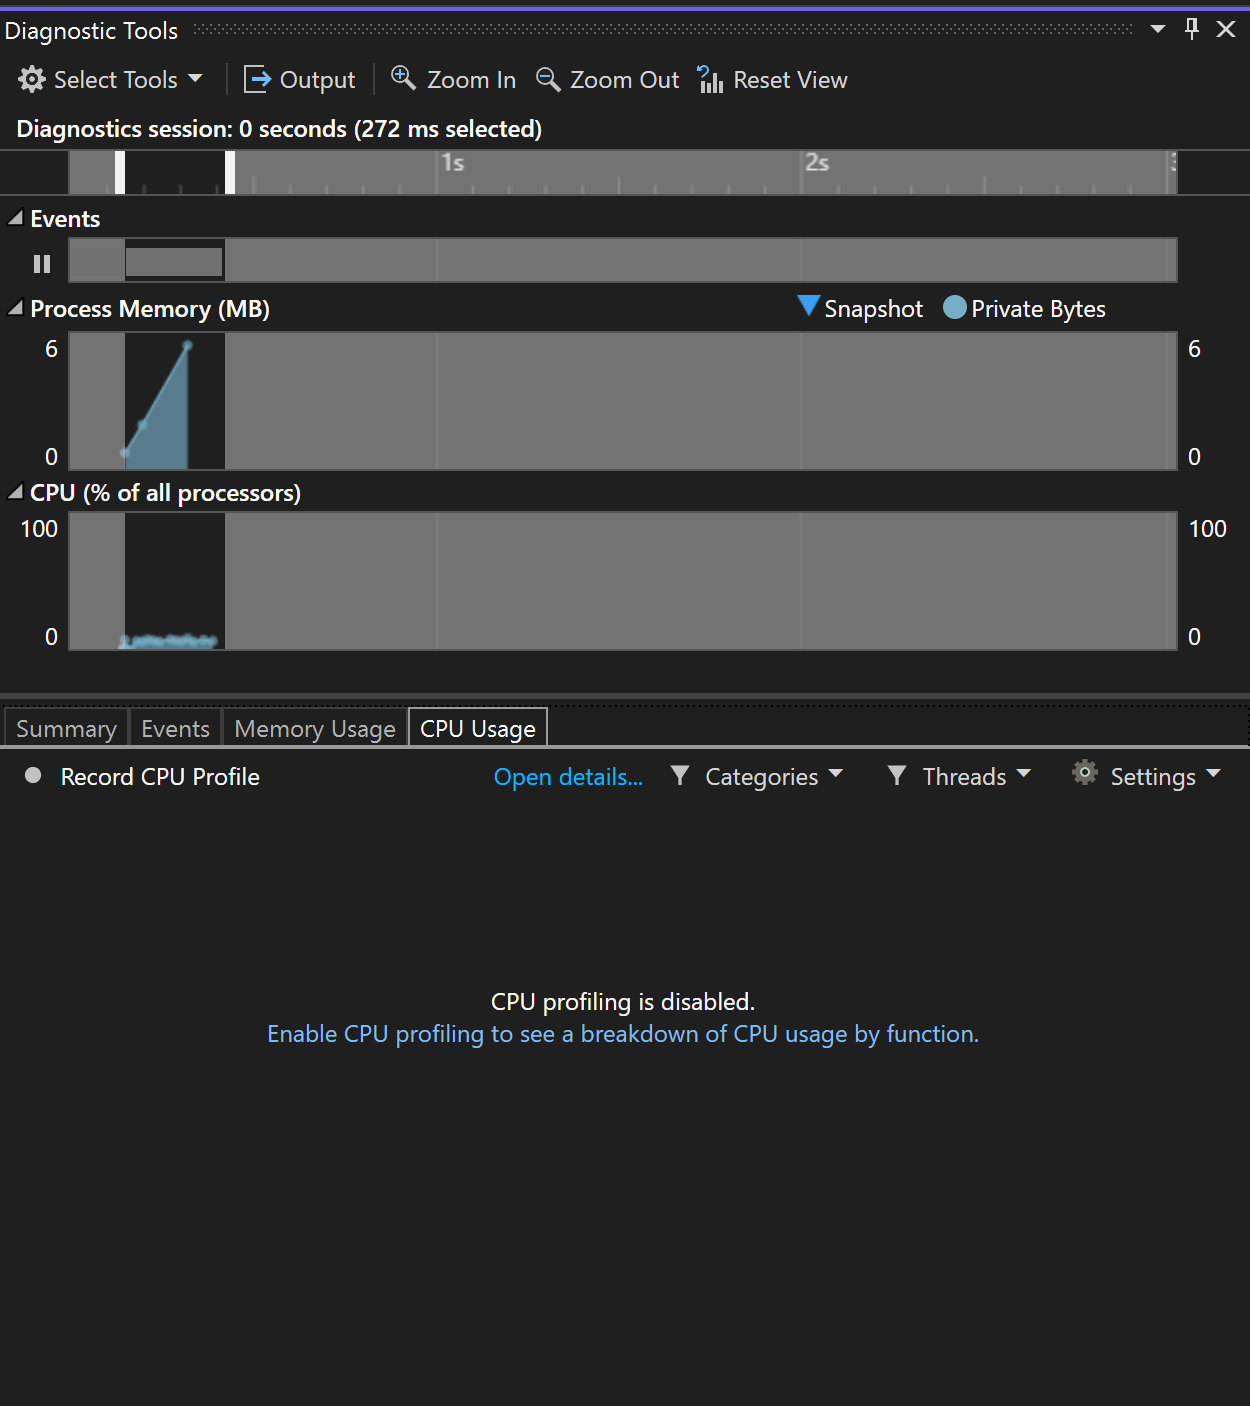 Diagnostic Tools
Select Tools Output Zoom In Zoom Out Reset View
Diagnostics session: 0 seconds (272 ms selected)
1s 2s
Events
Process Memory (MB) Snapshot Private Bytes
6 6
0 0
CPU (% of all processors)
100 100
0 0
Summary Events Memory Usage CPU Usage
Record CPU Profile Open details... Categories Threads Settings
CPU profiling is disabled.
Enable CPU profiling to see a breakdown of CPU usage by function.